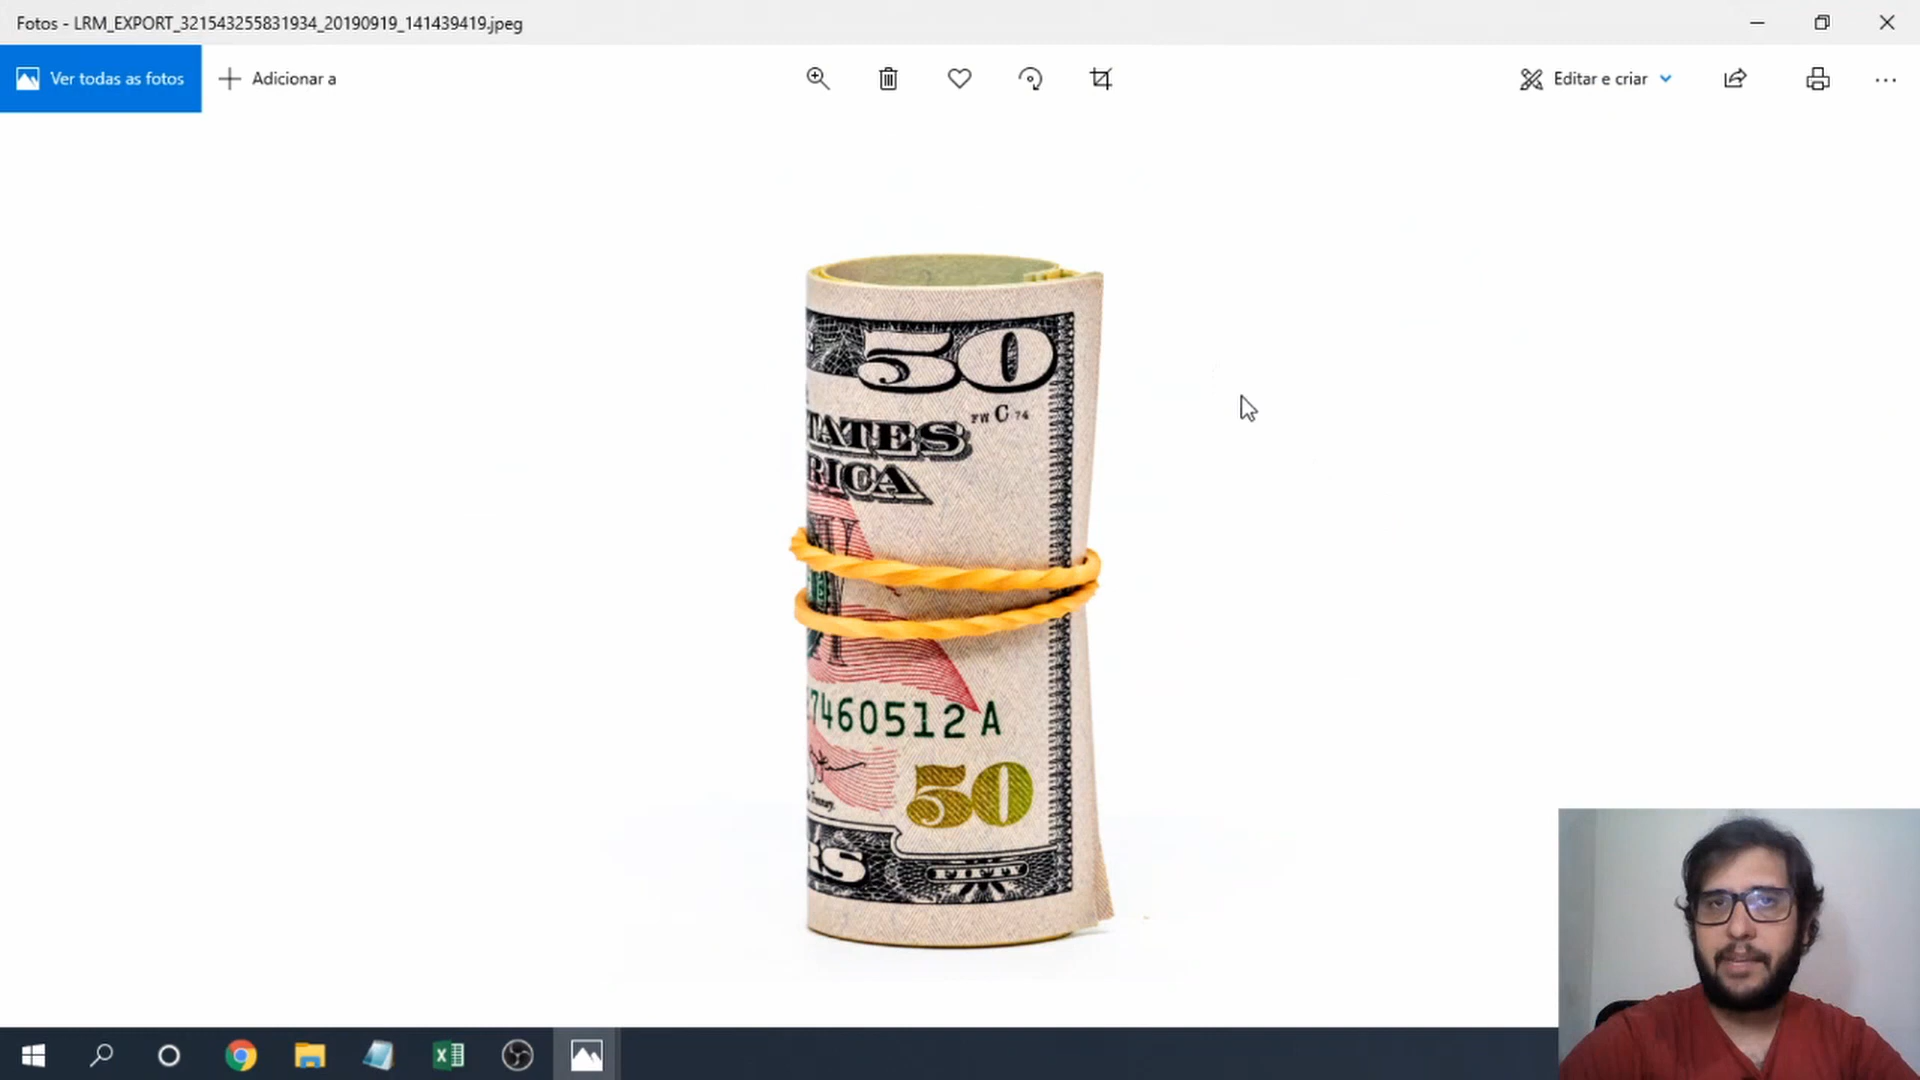 Fotos - LRM_EXPORT_321543255831934_20190919_141439419.jpeg
Ver todas as fotos
Adicionar a
Editar e criar
50
FW C 74
TATES
RICA
7460512 A
Treasury.
50
RS
FIFTY